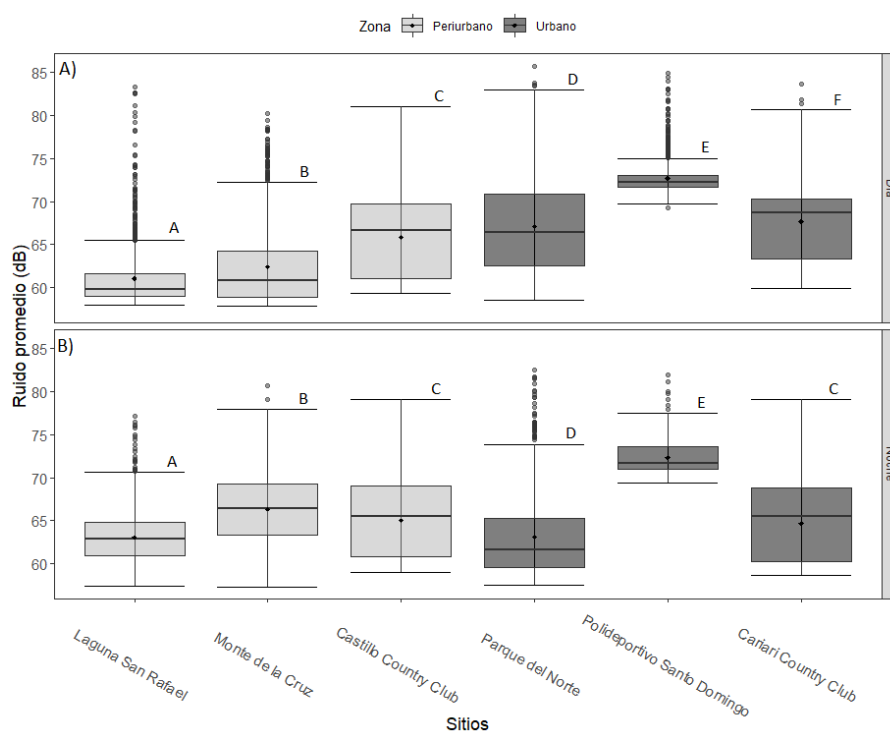 Zona Periurbano Urbano
A)
85
80
75
70
65
60
A
B
C
D
E
F
B)
85
80
75
70
65
60
A
B
C
D
E
C
Ruido promedio (dB)
Laguna San Rafael
Monte de la Cruz
Castillo Country Club
Parque del Norte
Polideportivo Santo Domingo
Cariari Country Club
Sitios